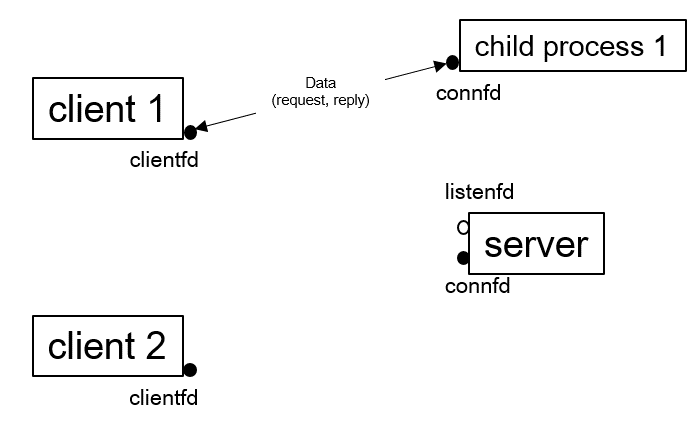 child process 1
connfd
Data
(request, reply)
client 1
clientfd
listenfd
server
connfd
client 2
clientfd